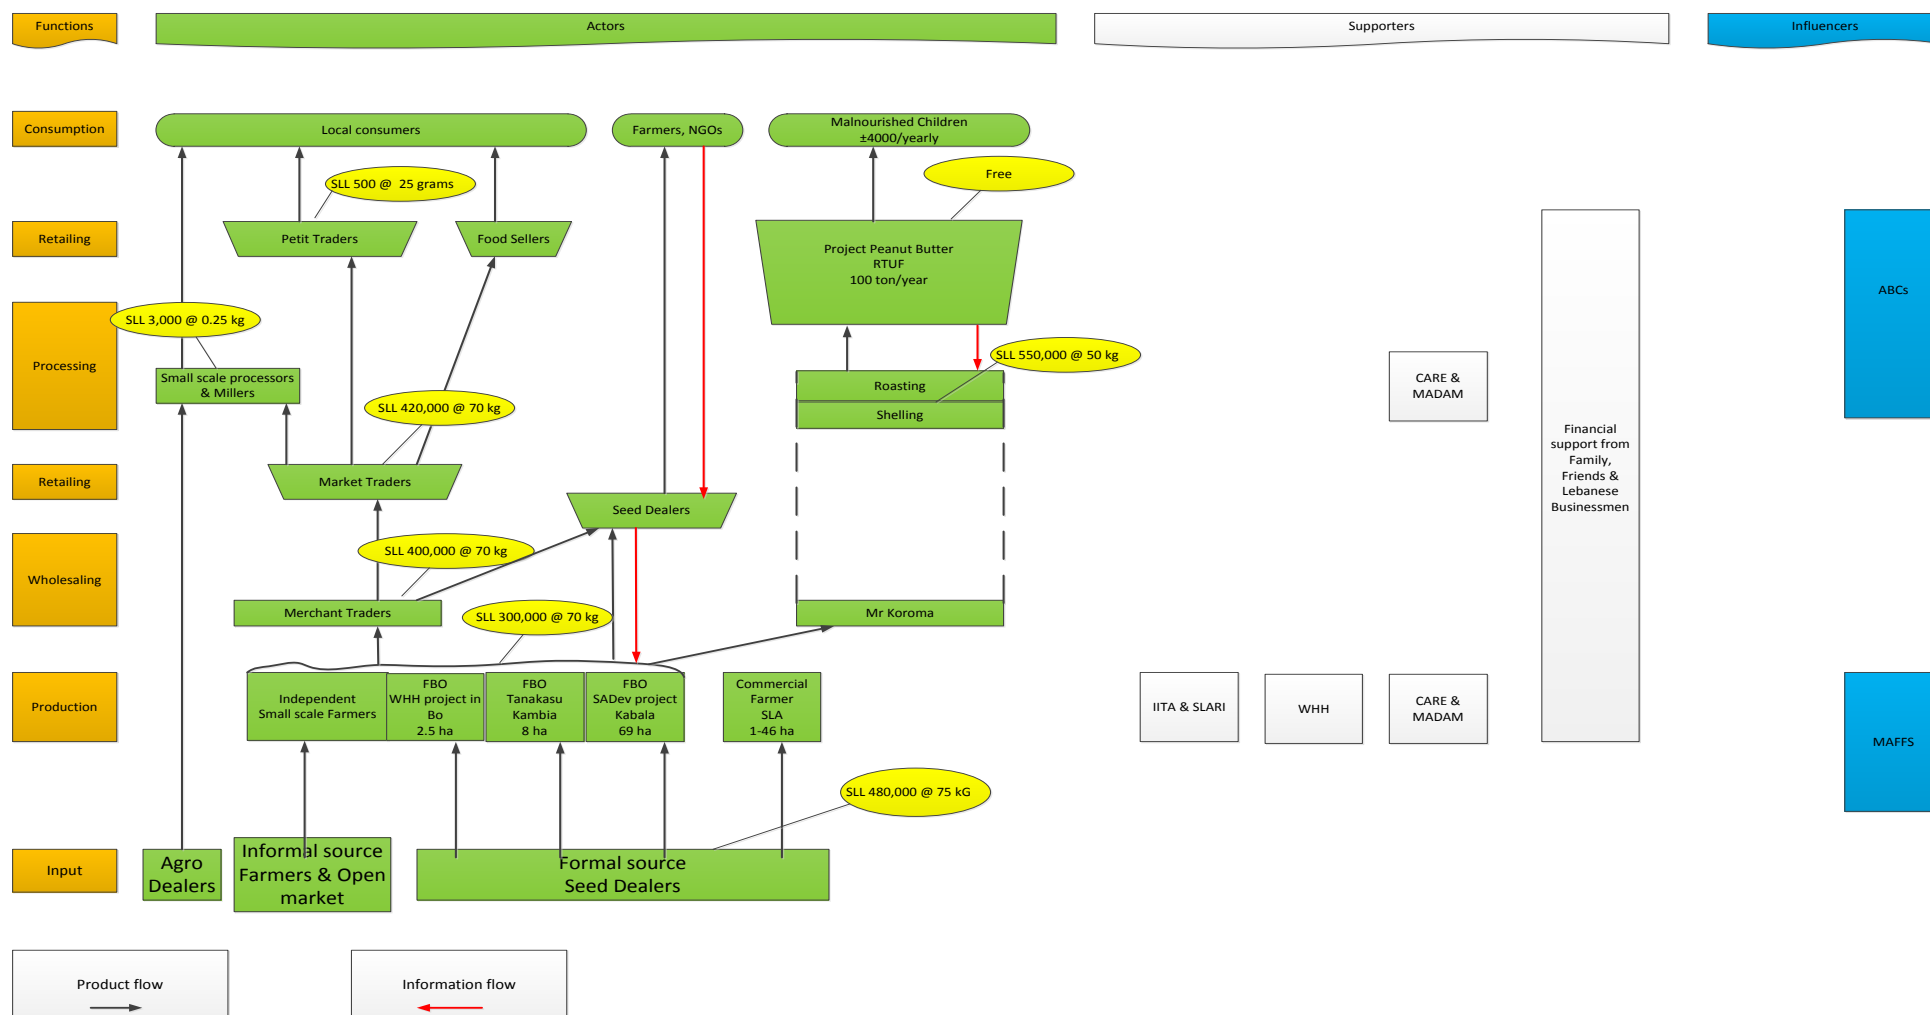 Functions
Actors
Supporters
Influencers
Consumption
Local consumers
Farmers, NGOs
Malnourished Children
±4000/yearly
SLL 500 @  25 grams
Free
Retailing
Petit Traders
Food Sellers
Project Peanut Butter
RTUF
100 ton/year
ABCs
SLL 3,000 @ 0.25 kg
SLL 550,000 @ 50 kg
Processing
Small scale processors
& Millers
Roasting
Shelling
CARE &
MADAM
SLL 420,000 @ 70 kg
Financial
support from
Family,
Friends &
Lebanese
Businessmen
Retailing
Market Traders
Seed Dealers
SLL 400,000 @ 70 kg
Wholesaling
Merchant Traders
SLL 300,000 @ 70 kg
Mr Koroma
Production
Independent
Small scale Farmers
FBO
WHH project in
Bo
2.5 ha
FBO
Tanakasu
Kambia
8 ha
FBO
SADev project
Kabala
69 ha
Commercial
Farmer
SLA
1-46 ha
IITA & SLARI
WHH
CARE &
MADAM
MAFFS
SLL 480,000 @ 75 kG
Input
Agro
Dealers
Informal source
Farmers & Open
market
Formal source
Seed Dealers
Product flow
Information flow